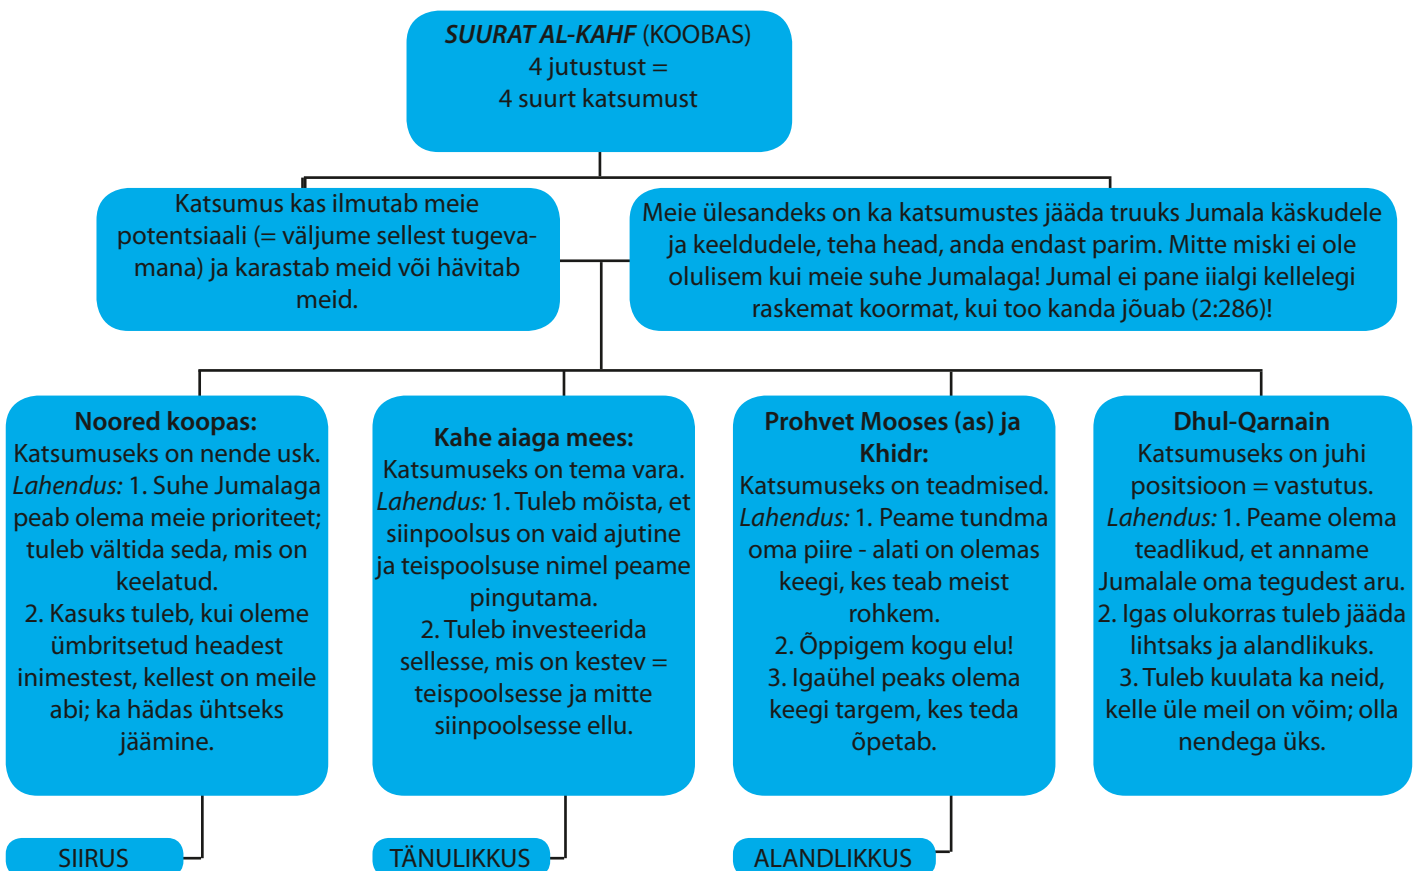 SUURAT AL-KAHF (KOOBAS)
4 jutustust =
4 suurt katsumust
Katsumus kas ilmutab meie
potentsiaali (= väljume sellest tugeva-
mana) ja karastab meid või hävitab
meid.
Meie ülesandeks on ka katsumustes jääda truuks Jumala käskudele
ja keeldudele, teha head, anda endast parim. Mitte miski ei ole
olulisem kui meie suhe Jumalaga! Jumal ei pane iialgi kellelegi
raskemat koormat, kui too kanda jõuab (2:286)!
Noored koopas:
Katsumuseks on nende usk.
Lahendus: 1. Suhe Jumalaga
peab olema meie prioriteet;
tuleb vältida seda, mis on
keelatud.
2. Kasuks tuleb, kui oleme
ümbritsetud headest
inimestest, kellest on meile
abi; ka hädas ühtseks
jäämine.
Kahe aiaga mees:
Katsumuseks on tema vara.
Lahendus: 1. Tuleb mõista, et
siinpoolsus on vaid ajutine
ja teispoolsuse nimel peame
pingutama.
2. Tuleb investeerida
sellesse, mis on kestev =
teispoolsesse ja mitte
siinpoolsesse ellu.
Prohvet Mooses (as) ja
Khidr:
Katsumuseks on teadmised.
Lahendus: 1. Peame tundma
oma piire - alati on olemas
keegi, kes teab meist
rohkem.
2. Õppigem kogu elu!
3. Igaühel peaks olema
keegi targem, kes teda
õpetab.
Dhul-Qarnain
Katsumuseks on juhi
positsioon = vastutus.
Lahendus: 1. Peame olema
teadlikud, et anname
Jumalale oma tegudest aru.
2. Igas olukorras tuleb jääda
lihtsaks ja alandlikuks.
3. Tuleb kuulata ka neid,
kelle üle meil on võim; olla
nendega üks.
SIIRUS
TÄNULIKKUS
ALANDLIKKUS